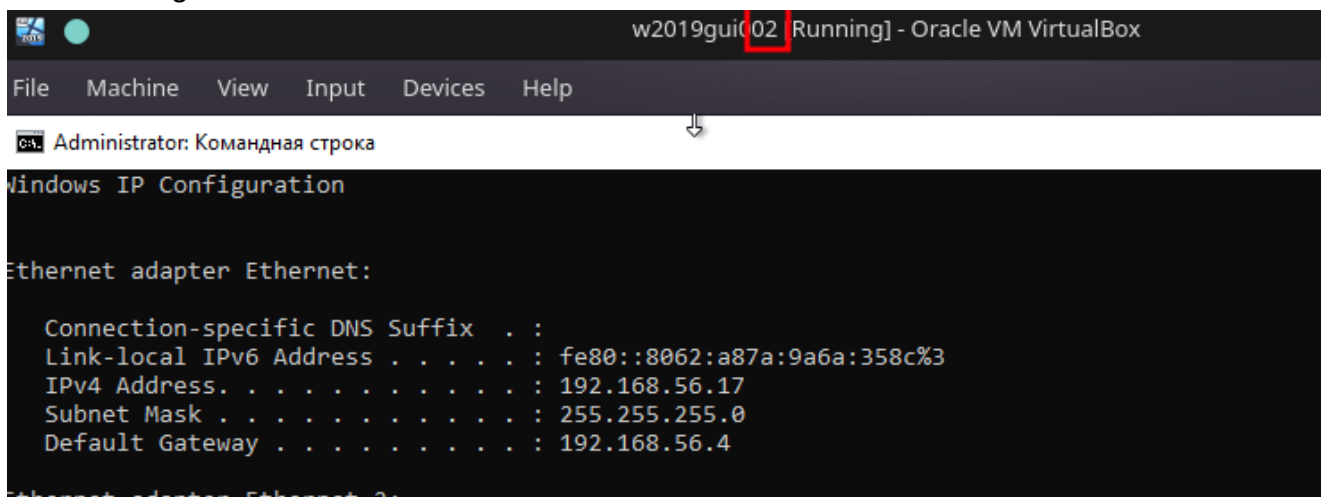 w2019gui002 [Running] - Oracle VM VirtualBox
File Machine View Input Devices Help
Administrator: Командная строка
Windows IP Configuration
Ethernet adapter Ethernet:
Connection-specific DNS Suffix . :
Link-local IPv6 Address . . . . . : fe80::8062:a87a:9a6a:358c%3
IPv4 Address. . . . . . . . . . . : 192.168.56.17
Subnet Mask . . . . . . . . . . . : 255.255.255.0
Default Gateway . . . . . . . . . : 192.168.56.4